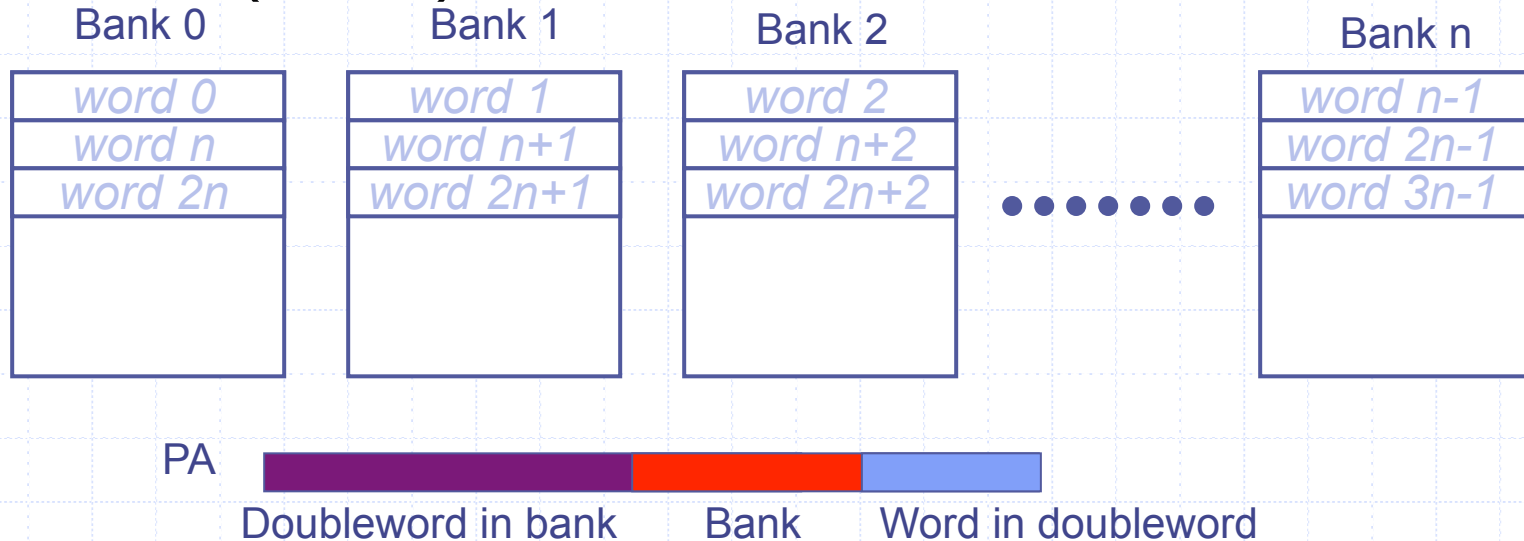 Bank 0 Bank 1 Bank 2 Bank n
word 0 word 1 word 2 word n-1
word n word n+1 word n+2 word 2n-1
word 2n word 2n+1 word 2n+2 word 3n-1
PA
Doubleword in bank Bank Word in doubleword